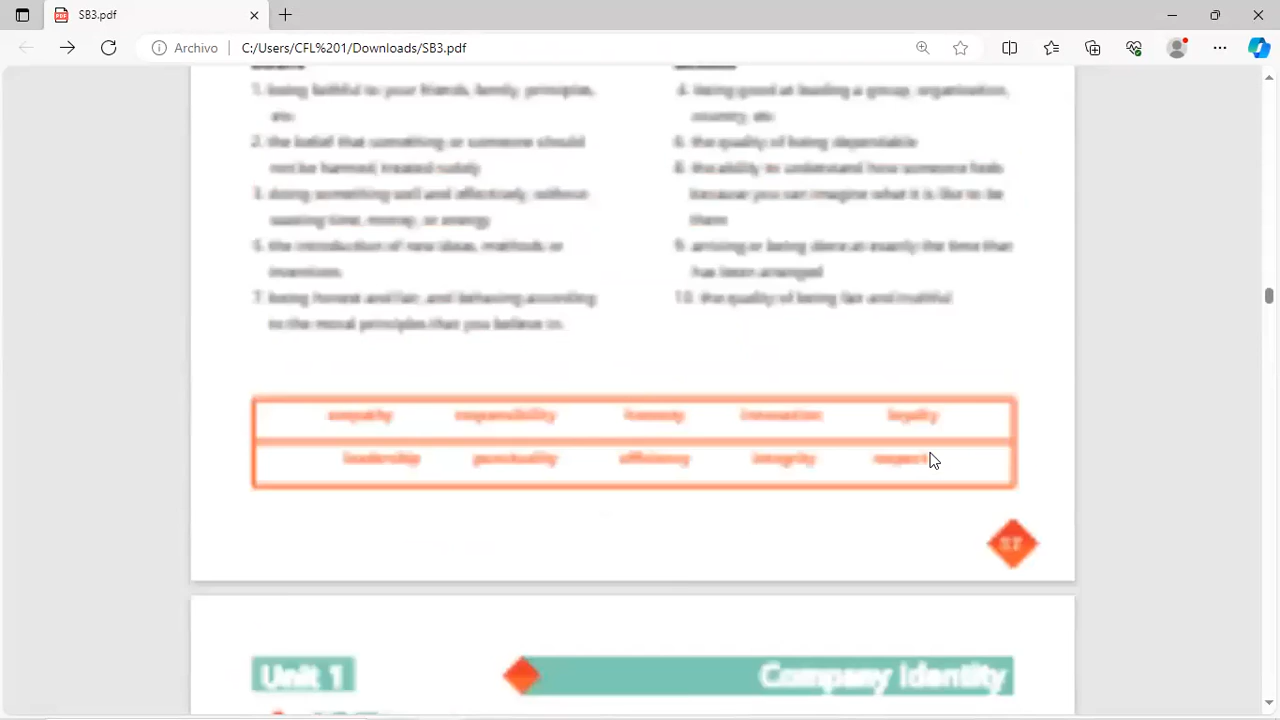 SB3.pdf
Archivo
C:/Users/CFL%201/Downloads/SB3.pdf
1. being faithful to your friends, family, principles,
etc
4. being good at leading a group, organization,
country, etc
2. the belief that something or someone should
not be harmed, treated rudely
6. the quality of being dependable
8. the ability to understand how someone feels
because you can imagine what it is like to be
them
3. doing something well and effectively, without
wasting time, money, or energy
5. the introduction of new ideas, methods or
inventions
9. arriving or being done at exactly the time that
has been arranged
7. being honest and fair, and behaving according
to the moral principles that you believe in.
10. the quality of being fair and truthful
empathy responsibility honesty innovation loyalty
leadership punctuality efficiency integrity respect
Unit 1
Company Identity